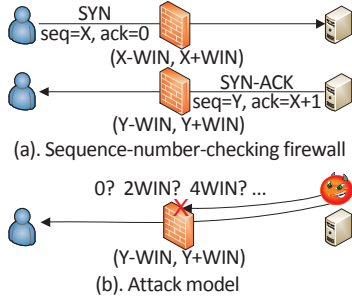 SYN
seq=X, ack=0
(X-WIN, X+WIN)
SYN-ACK
seq=Y, ack=X+1
(Y-WIN, Y+WIN)
(a). Sequence-number-checking firewall
0? 2WIN? 4WIN? ...
(Y-WIN, Y+WIN)
(b). Attack model